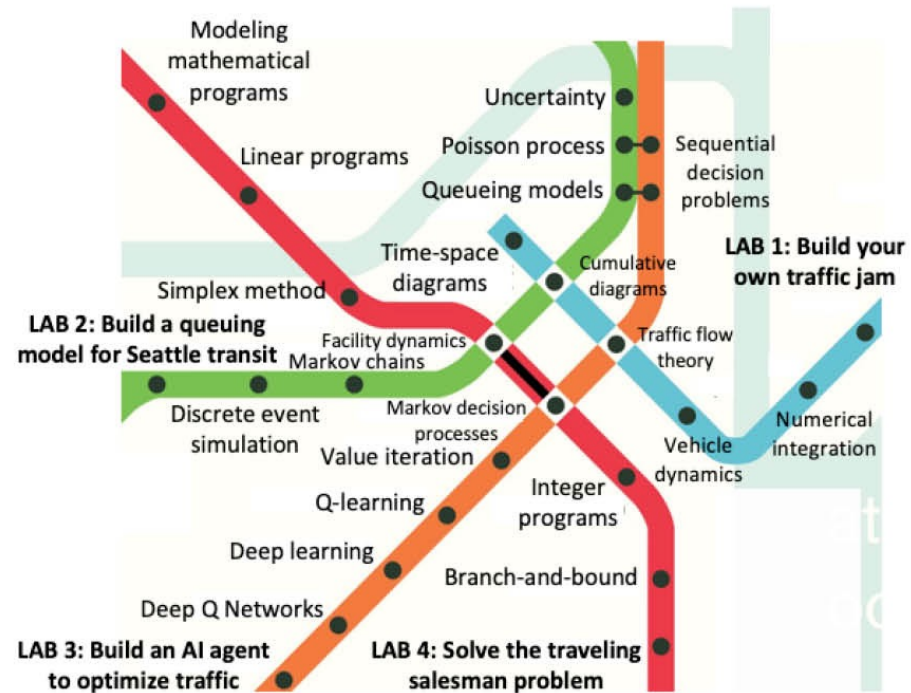 Modeling
mathematical
programs
Linear programs
Simplex method
Uncertainty
Poisson process
Queueing models
Sequential
decision
problems
Time-space
diagrams
Cumulative
diagrams
LAB 1: Build your
own traffic jam
LAB 2: Build a queuing
model for Seattle transit
Facility dynamics
Markov chains
Traffic flow
theory
Discrete event
simulation
Markov decision
processes
Vehicle
dynamics
Numerical
integration
Value iteration
Integer
programs
Q-learning
Deep learning
Branch-and-bound
Deep Q Networks
LAB 3: Build an AI agent
to optimize traffic
LAB 4: Solve the traveling
salesman problem